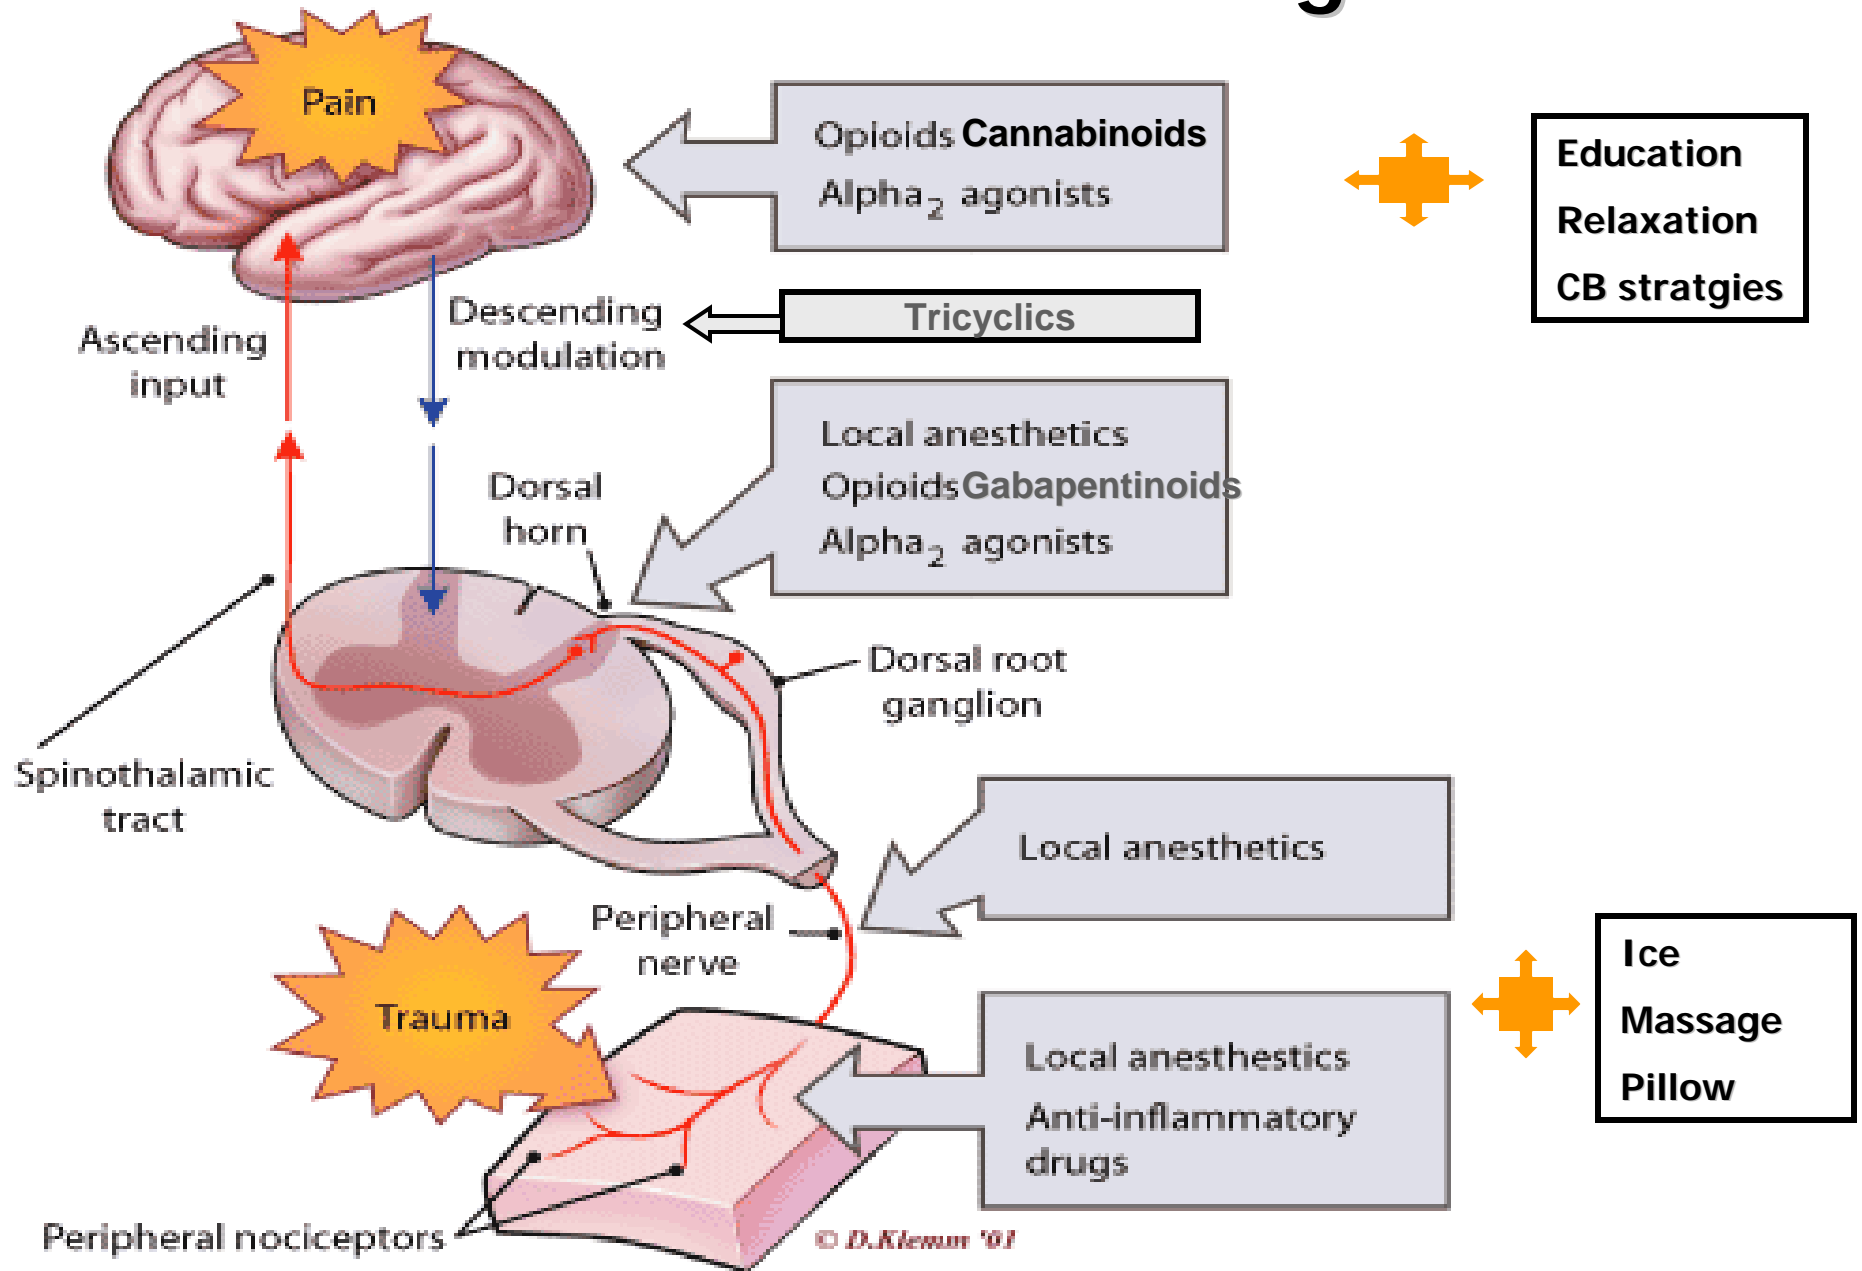 Pain
Opioids Cannabinoids
Alpha2 agonists
Education
Relaxation
CB stratgies
Ascending
input
Descending
modulation
Tricyclics
Local anesthetics
Opioids Gabapentinoids
Alpha2 agonists
Dorsal
horn
Dorsal root
ganglion
Spinothalamic
tract
Local anesthetics
Peripheral
nerve
Trauma
Local anesthestics
Anti-inflammatory
drugs
Ice
Massage
Pillow
Peripheral nociceptors
© D.Klemm '01